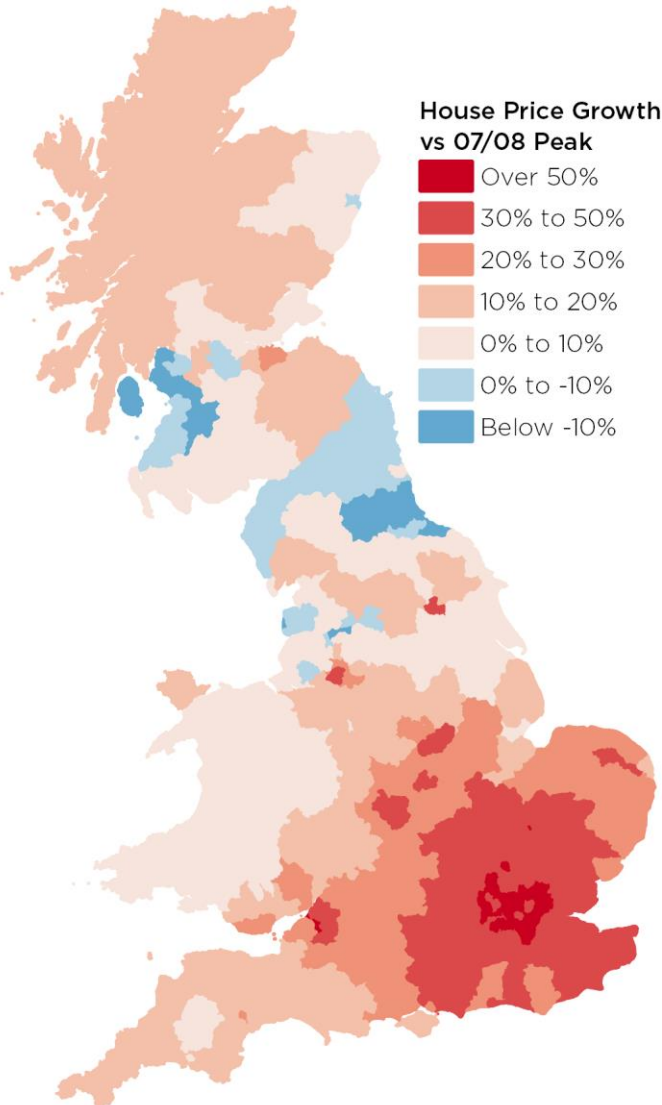 House Price Growth
vs 07/08 Peak
Over 50%
30% to 50%
20% to 30%
10% to 20%
0% to 10%
0% to -10%
Below -10%